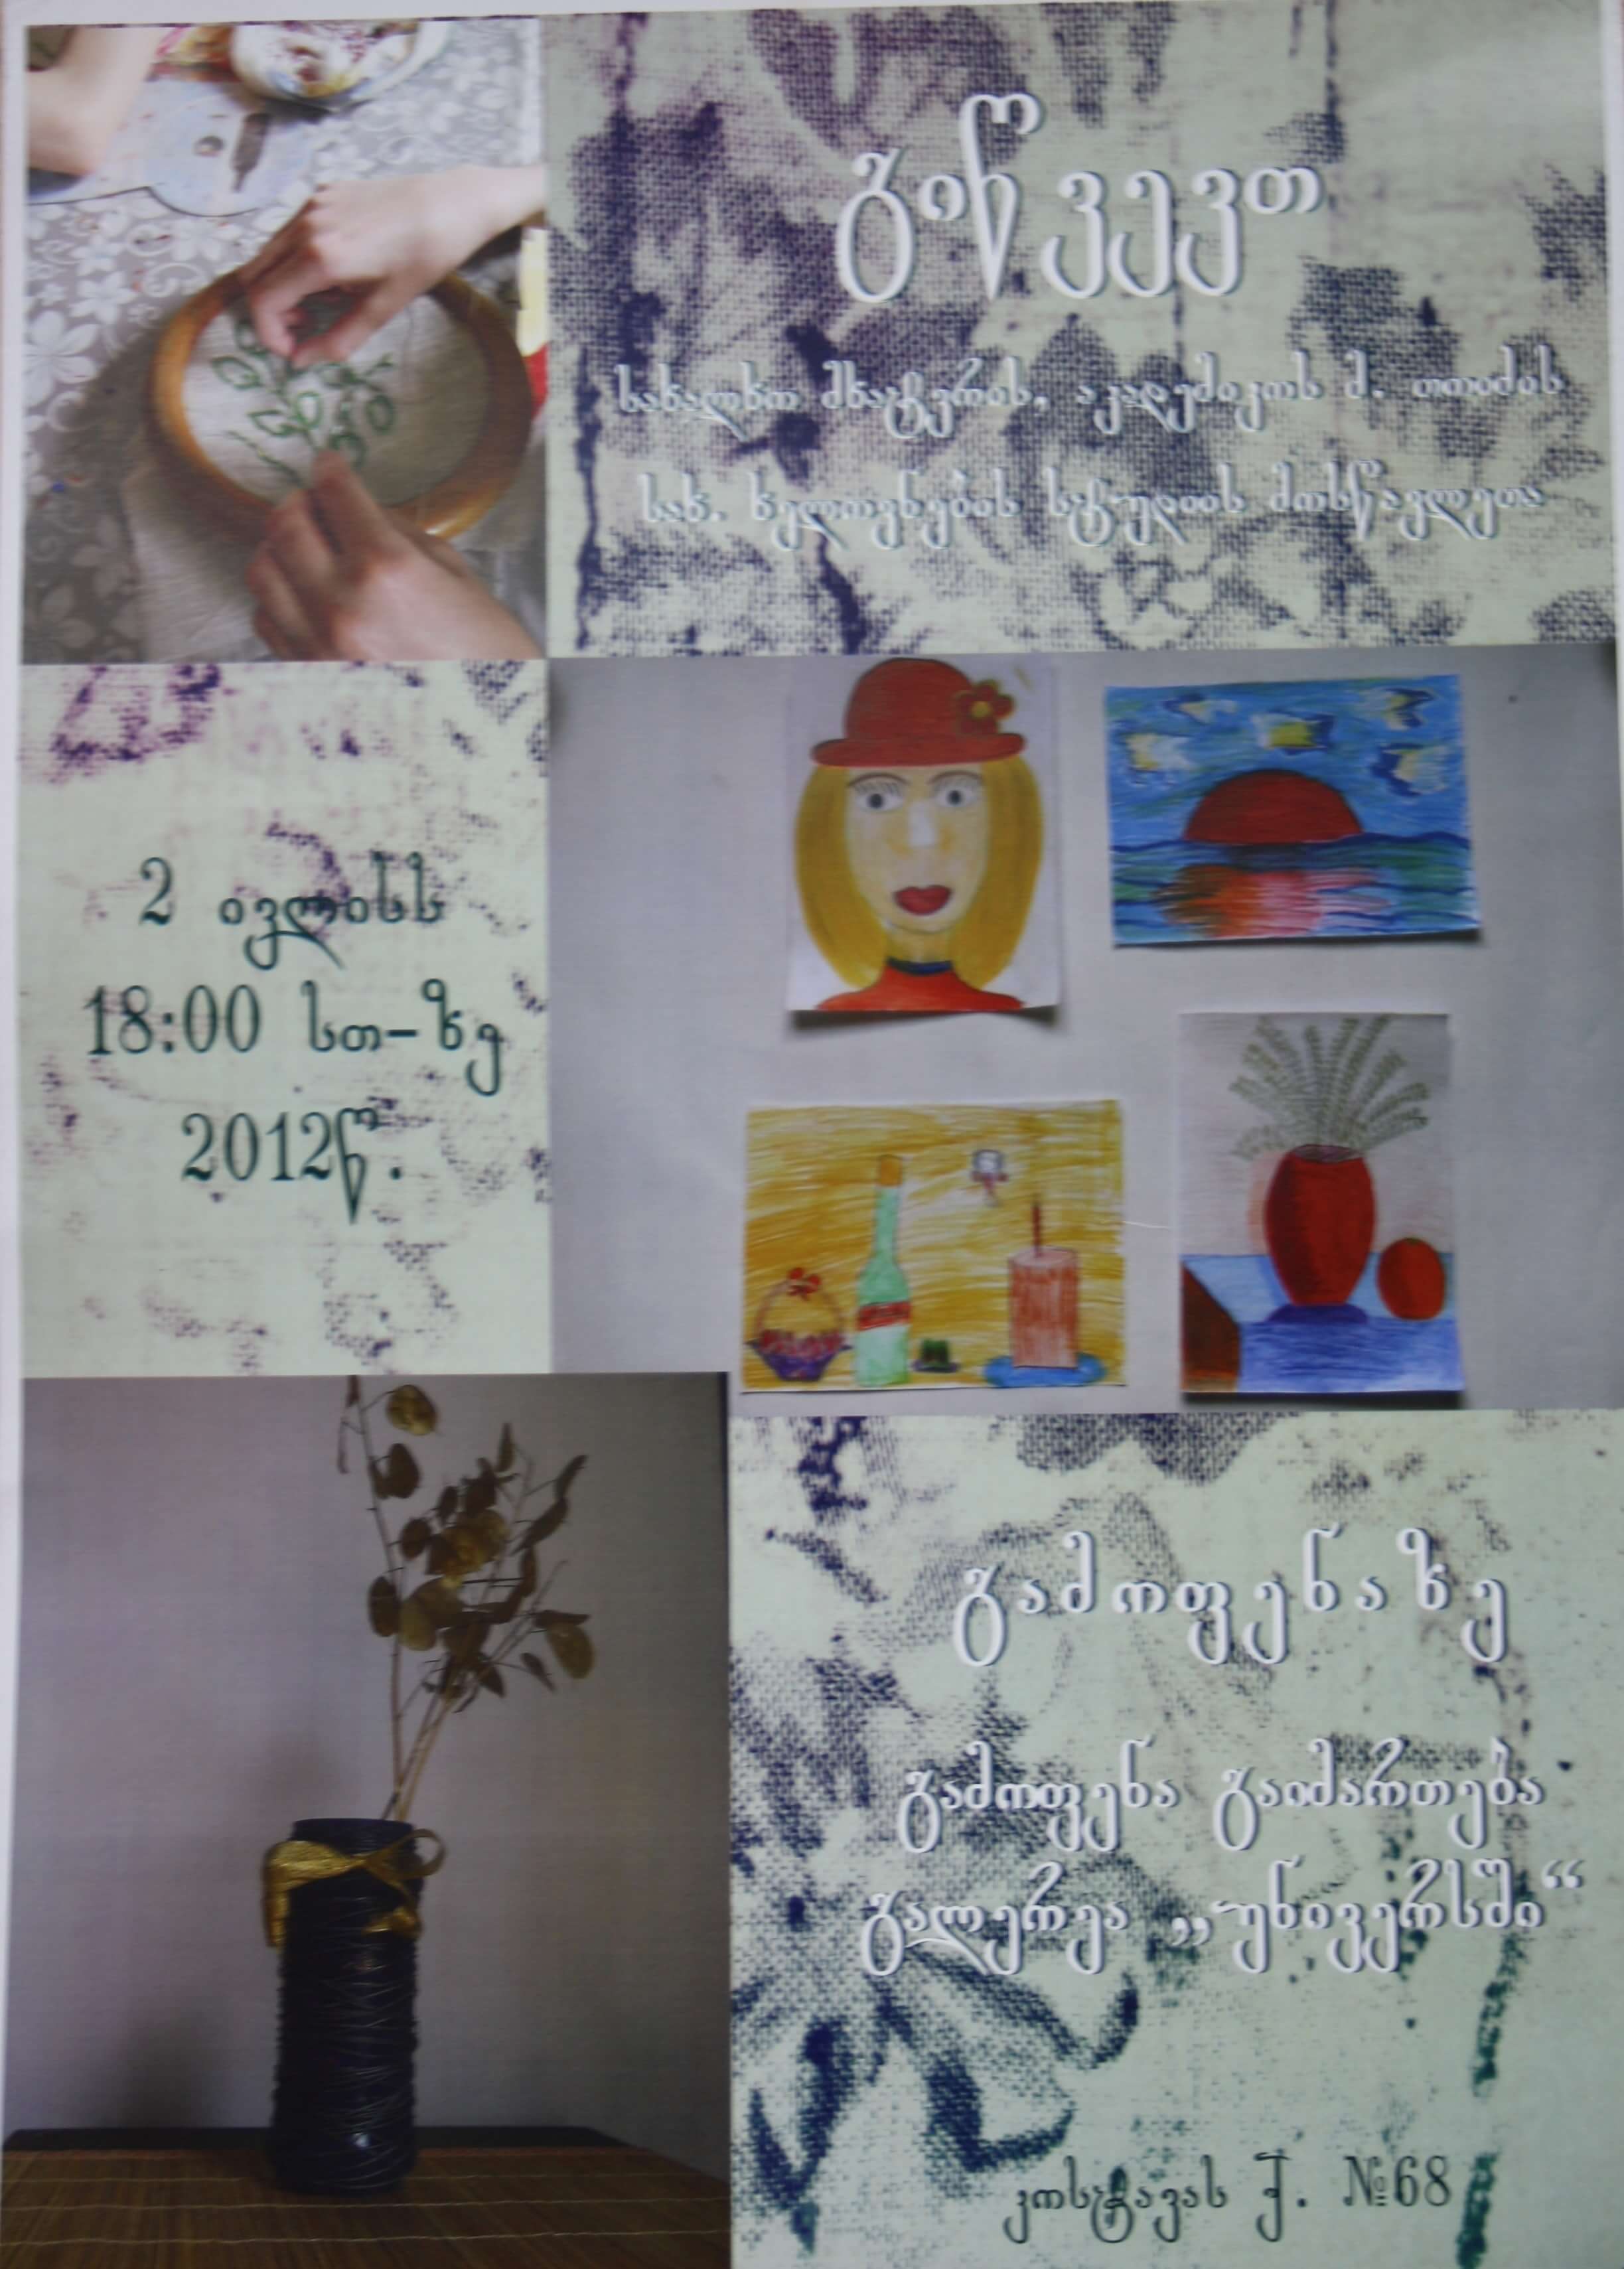 გიწვევთ
სახალხო მხატვრის, აკადემიკოს მ. თოიძის
სახ. ხელოვნების სტუდიის მოსწავლეთა
2 ივლისს
18:00 სთ-ზე
2012წ.
გამოფენაზე
გამოფენა გაიმართება
გალერეა „უნივერსში“
კოსტავას ქ. №68